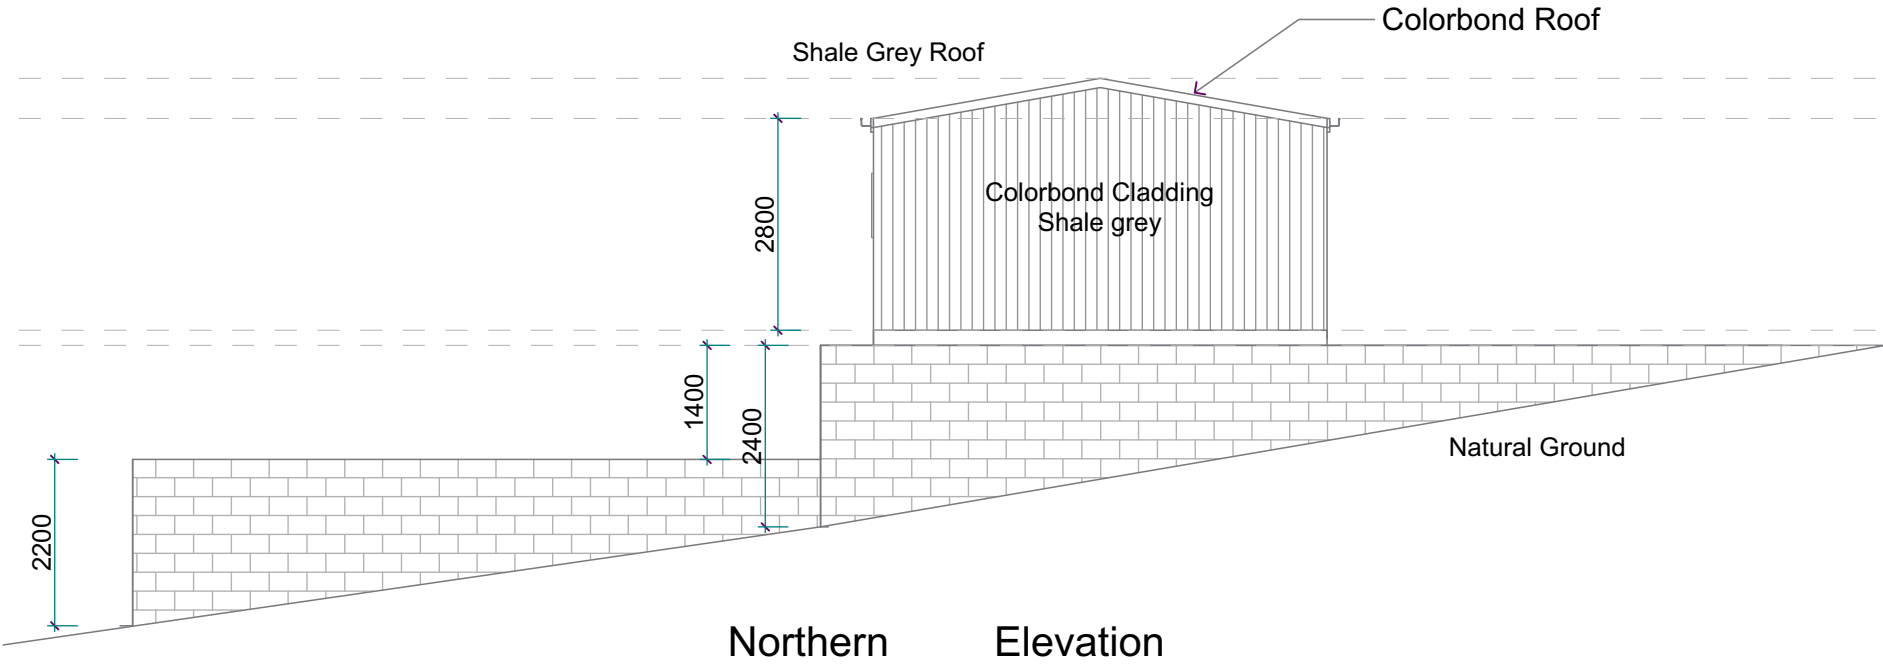 Colorbond Roof
Shale Grey Roof
Colorbond Cladding
Shale grey
2800
1400
2400
Natural Ground
2200
Northern Elevation